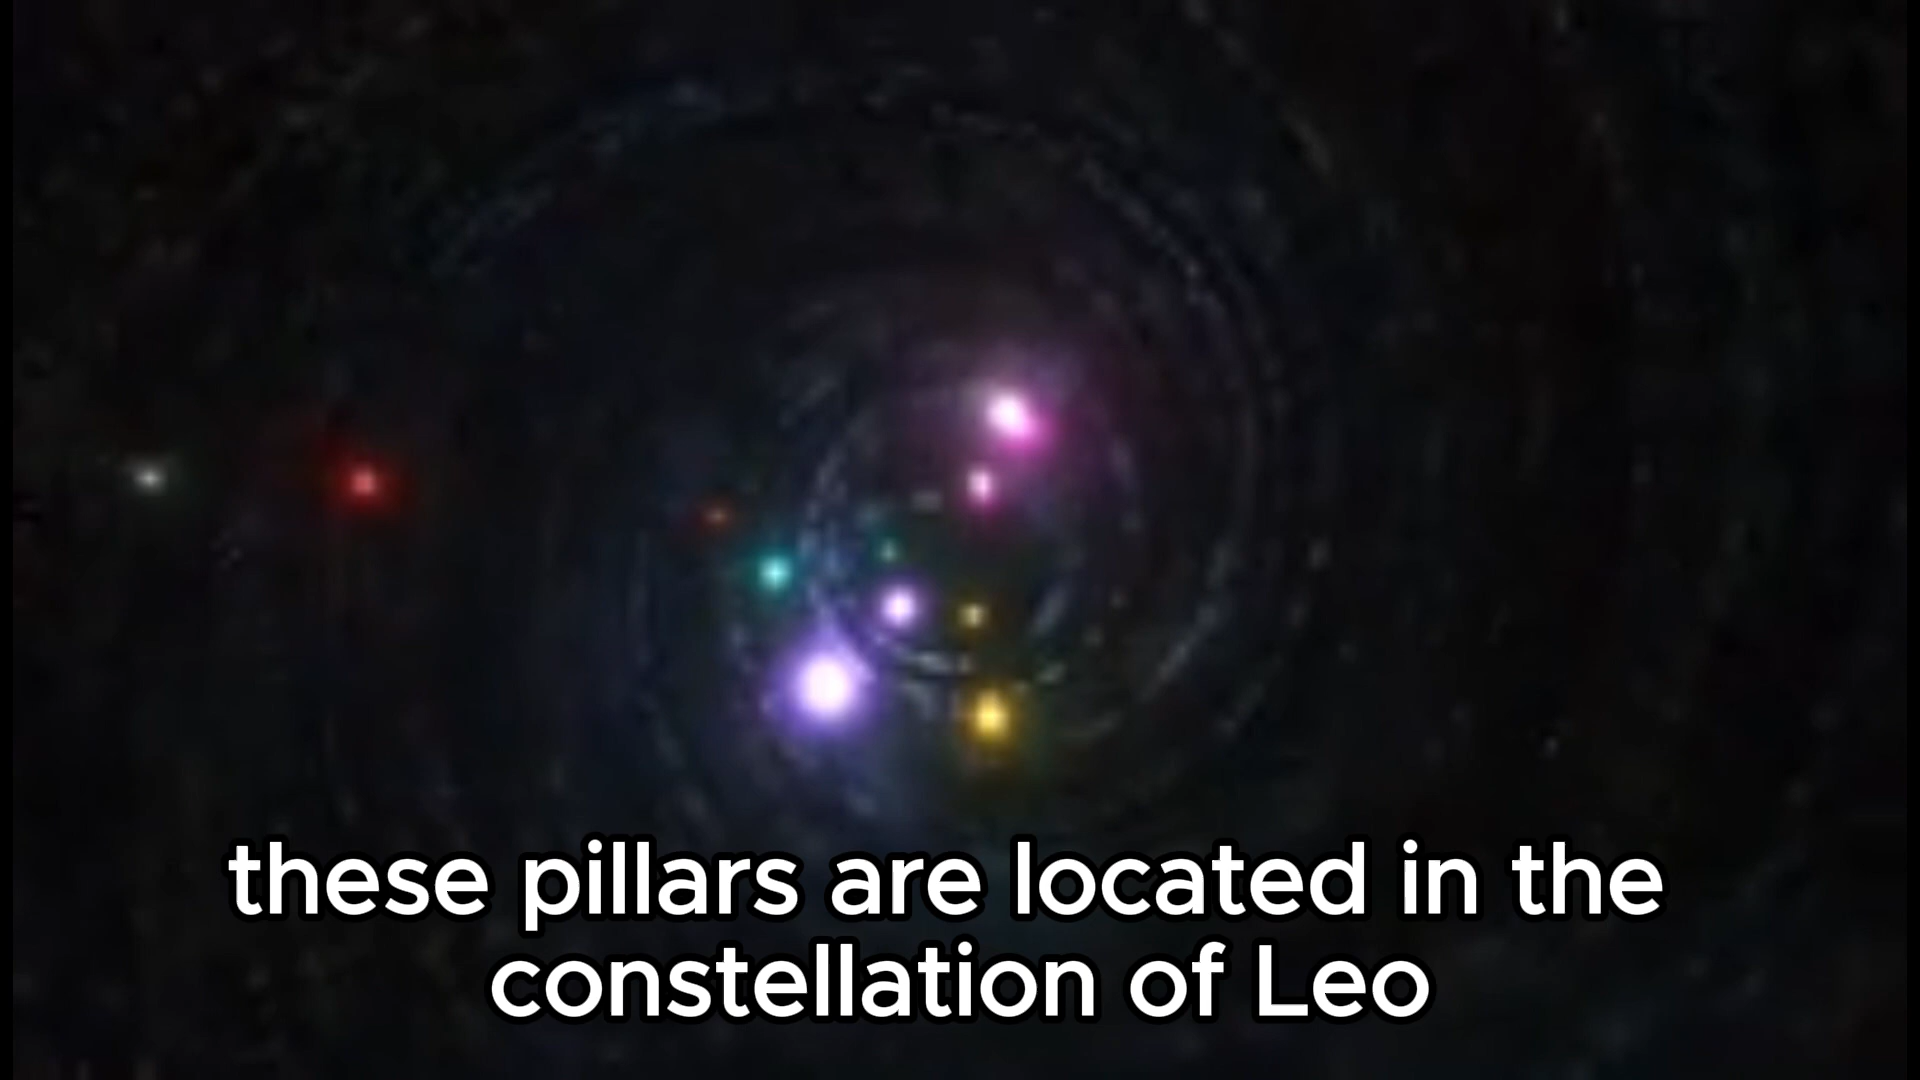 these pillars are located in the
constellation of Leo